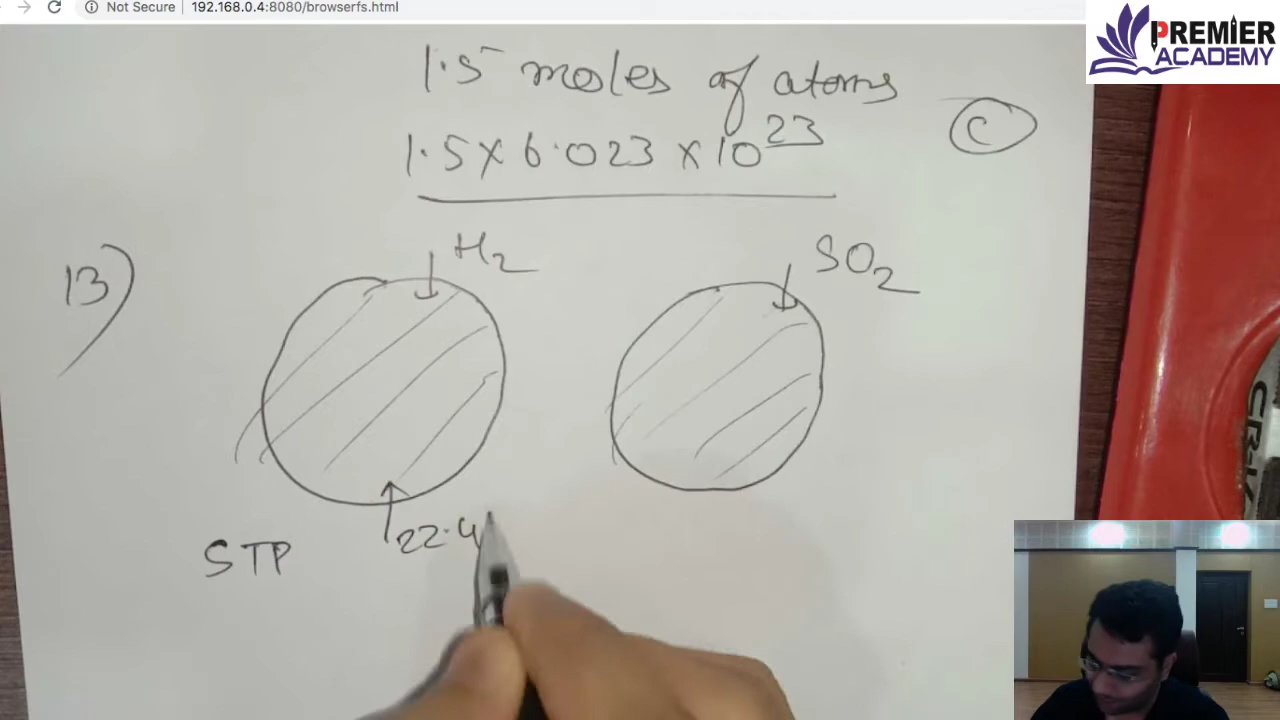 Not Secure | 192.168.0.4:8080/browserfs.html
PREMIER
ACADEMY
1.5 moles of atoms
1.5 x 6.023 x 10^23
C
13)
H2
SO2
22.4
STP
CR-V